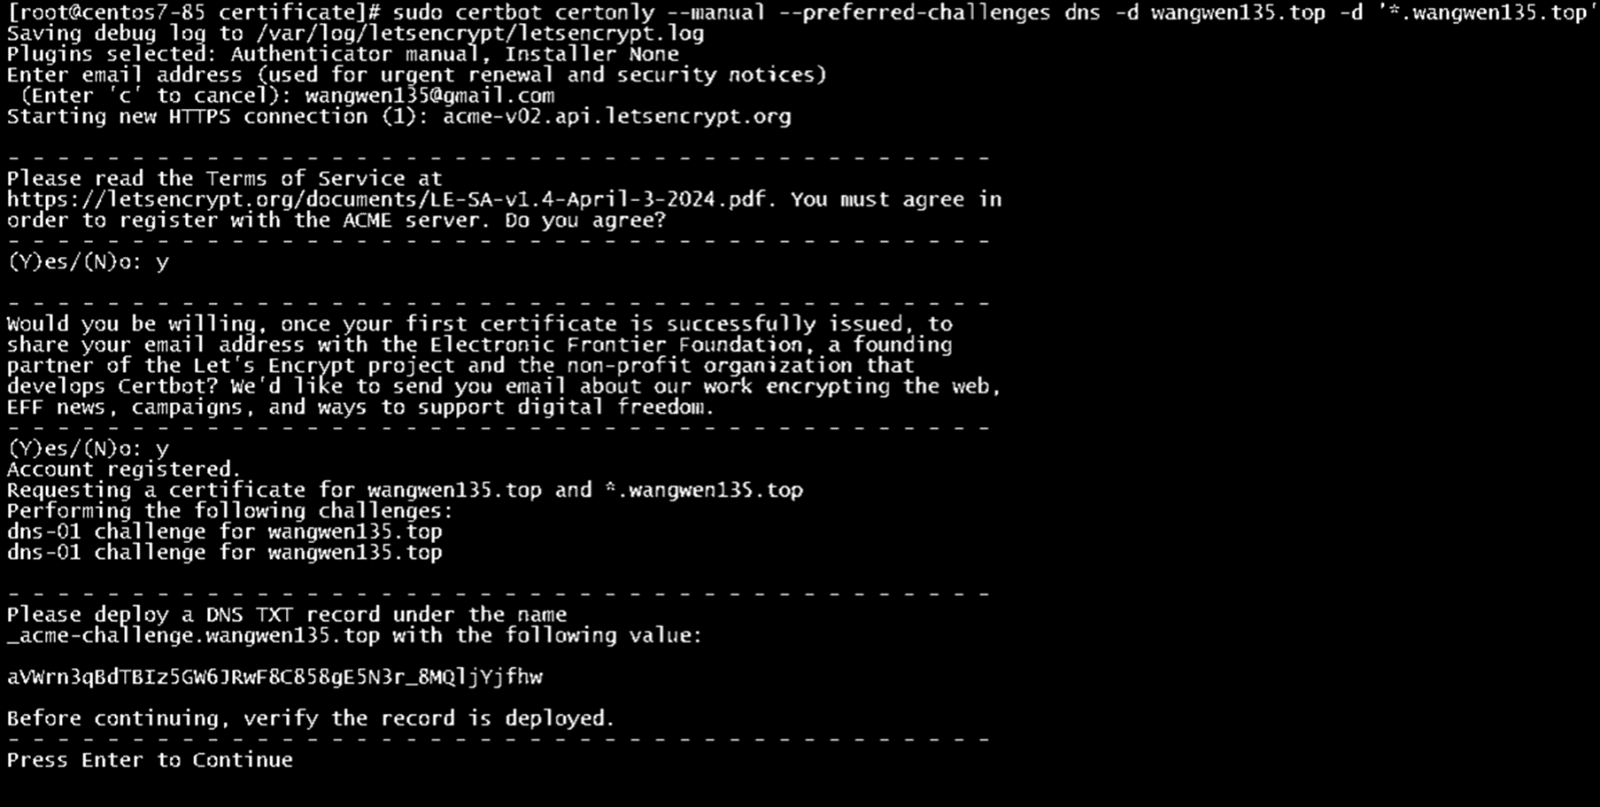 [root@centos7-85 certificate]# sudo certbot certonly --manual --preferred-challenges dns -d wangwen135.top -d '*.wangwen135.top'
Saving debug log to /var/log/letsencrypt/letsencrypt.log
Plugins selected: Authenticator manual, Installer None
Enter email address (used for urgent renewal and security notices)
 (Enter 'c' to cancel): wangwen135@gmail.com
Starting new HTTPS connection (1): acme-v02.api.letsencrypt.org
- - - - - - - - - - - - - - - - - - - - - - - - - - - - - - - - - - - - - - - -
Please read the Terms of Service at
https://letsencrypt.org/documents/LE-SA-v1.4-April-3-2024.pdf. You must agree in
order to register with the ACME server. Do you agree?
- - - - - - - - - - - - - - - - - - - - - - - - - - - - - - - - - - - - - - - -
(Y)es/(N)o: y
- - - - - - - - - - - - - - - - - - - - - - - - - - - - - - - - - - - - - - - -
Would you be willing, once your first certificate is successfully issued, to
share your email address with the Electronic Frontier Foundation, a founding
partner of the Let's Encrypt project and the non-profit organization that
develops Certbot? We'd like to send you email about our work encrypting the web,
EFF news, campaigns, and ways to support digital freedom.
- - - - - - - - - - - - - - - - - - - - - - - - - - - - - - - - - - - - - - - -
(Y)es/(N)o: y
Account registered.
Requesting a certificate for wangwen135.top and *.wangwen135.top
Performing the following challenges:
dns-01 challenge for wangwen135.top
dns-01 challenge for wangwen135.top
- - - - - - - - - - - - - - - - - - - - - - - - - - - - - - - - - - - - - - - -
Please deploy a DNS TXT record under the name
_acme-challenge.wangwen135.top with the following value:
aVWrn3qBdTBIz5GW6JRwF8C858gE5N3r_8MQljYjfhw
Before continuing, verify the record is deployed.
- - - - - - - - - - - - - - - - - - - - - - - - - - - - - - - - - - - - - - - -
Press Enter to Continue